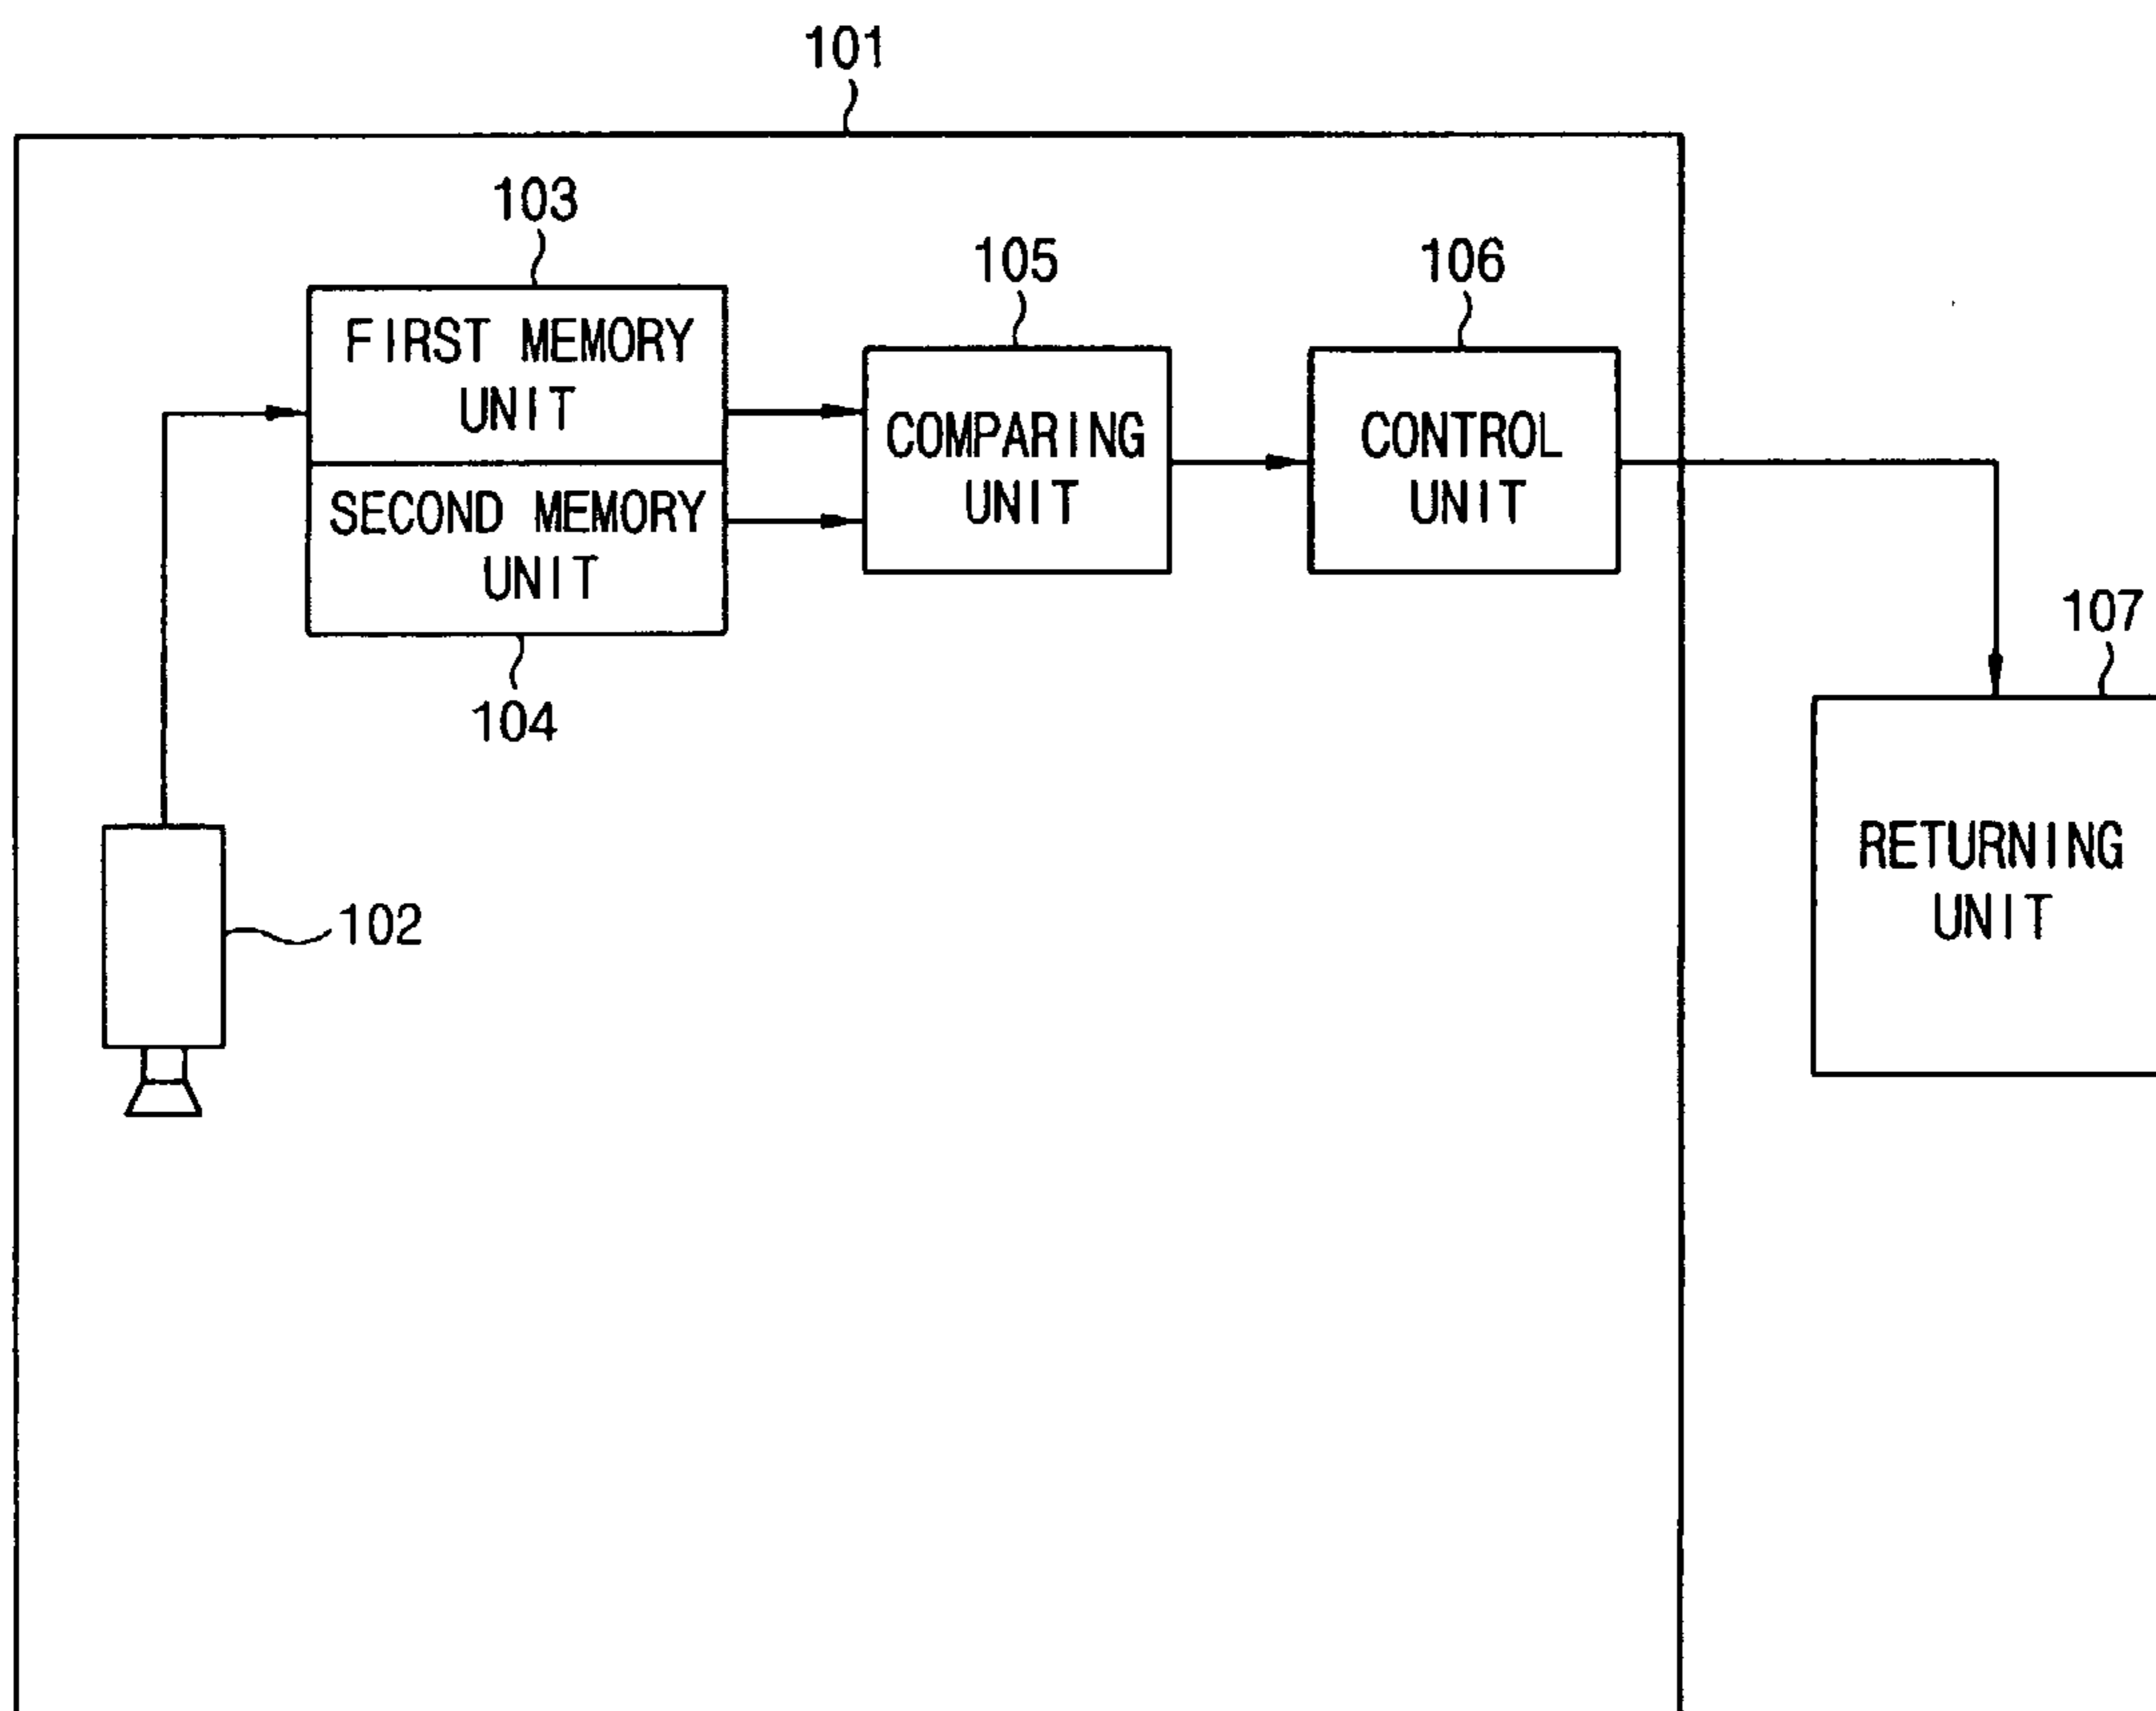 101
103
FIRST MEMORY
UNIT
SECOND MEMORY
UNIT
104
105
COMPARING
UNIT
106
CONTROL
UNIT
107
RETURNING
UNIT
102